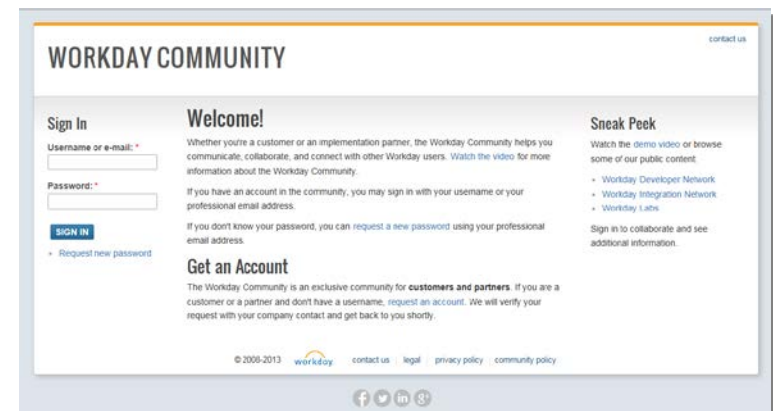 contact us
WORKDAY COMMUNITY
Sign In
Username or e-mail: *
Password: *
SIGN IN
Request new password
Welcome!
Whether you're a customer or an implementation partner, the Workday Community helps you
communicate, collaborate, and connect with other Workday users. Watch the video for more
information about the Workday Community.
If you have an account in the community, you may sign in with your username or your
professional email address.
If you don't know your password, you can request a new password using your professional
email address.
Get an Account
The Workday Community is an exclusive community for customers and partners. If you are a
customer or a partner and don't have a username, request an account. We will verify your
request with your company contact and get back to you shortly.
Sneak Peek
Watch the demo video or browse
some of our public content.
Workday Developer Network
Workday Integration Network
Workday Labs
Sign in to collaborate and see
additional information.
© 2006-2013 workday contact us legal privacy policy community policy
f in g+